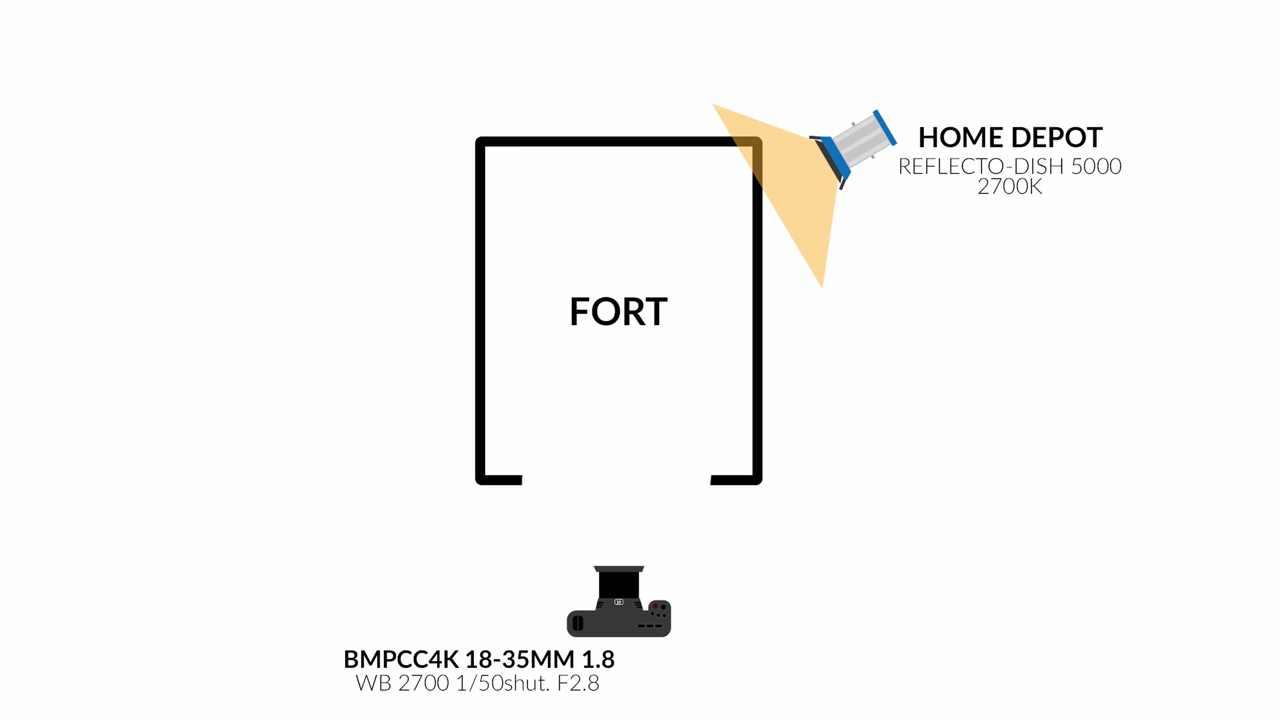 HOME DEPOT
REFLECTO-DISH 5000
2700K
FORT
BMPCC4K 18-35MM 1.8
WB 2700 1/50shut. F2.8